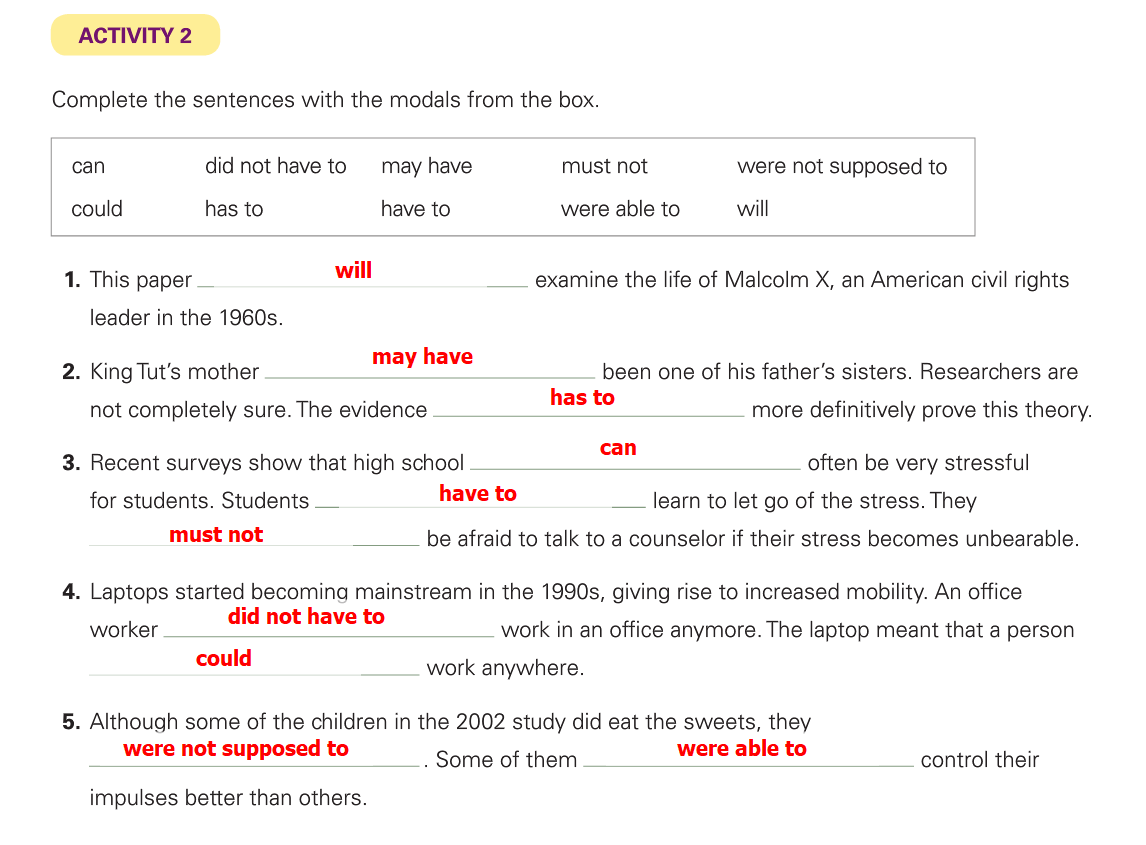 ACTIVITY 2
Complete the sentences with the modals from the box.
can did not have to may have must not were not supposed to
could has to have to were able to will
1. This paper will examine the life of Malcolm X, an American civil rights
leader in the 1960s.
2. King Tut's mother may have been one of his father's sisters. Researchers are
not completely sure. The evidence has to more definitively prove this theory.
3. Recent surveys show that high school can often be very stressful
for students. Students have to learn to let go of the stress. They
must not be afraid to talk to a counselor if their stress becomes unbearable.
4. Laptops started becoming mainstream in the 1990s, giving rise to increased mobility. An office
worker did not have to work in an office anymore. The laptop meant that a person
could work anywhere.
5. Although some of the children in the 2002 study did eat the sweets, they
were not supposed to. Some of them were able to control their
impulses better than others.